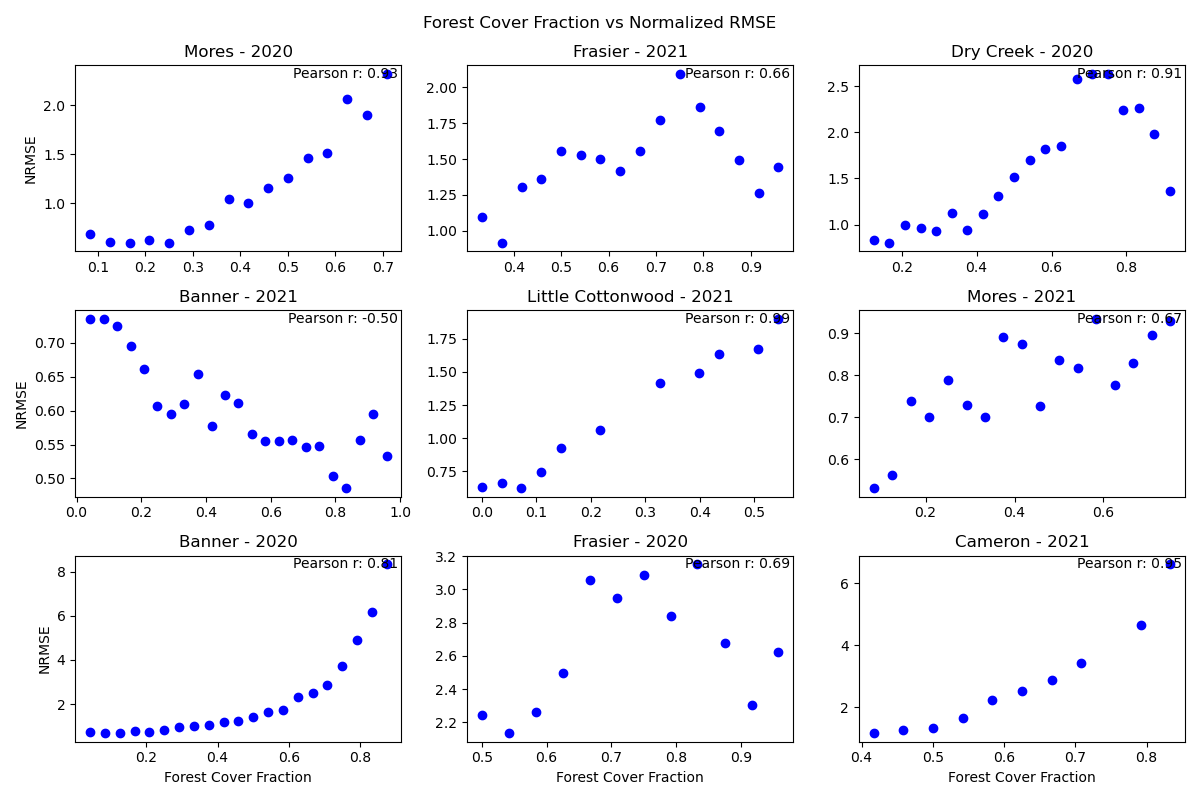 Forest Cover Fraction vs Normalized RMSE
Mores - 2020
Frasier - 2021
Dry Creek - 2020
Pearson r: 0.93
Pearson r: 0.66
Pearson r: 0.91
NRMSE
2.0
1.5
1.0
0.1 0.2 0.3 0.4 0.5 0.6 0.7
2.00
1.75
1.50
1.25
1.00
0.4 0.5 0.6 0.7 0.8 0.9
2.5
2.0
1.5
1.0
0.2 0.4 0.6 0.8
Banner - 2021
Little Cottonwood - 2021
Mores - 2021
Pearson r: -0.50
Pearson r: 0.99
Pearson r: 0.67
NRMSE
0.70
0.65
0.60
0.55
0.50
0.0 0.2 0.4 0.6 0.8 1.0
1.75
1.50
1.25
1.00
0.75
0.0 0.1 0.2 0.3 0.4 0.5
0.9
0.8
0.7
0.6
0.2 0.4 0.6
Banner - 2020
Frasier - 2020
Cameron - 2021
Pearson r: 0.81
Pearson r: 0.69
Pearson r: 0.95
NRMSE
8
6
4
2
0.2 0.4 0.6 0.8
Forest Cover Fraction
3.2
3.0
2.8
2.6
2.4
2.2
0.5 0.6 0.7 0.8 0.9
Forest Cover Fraction
6
4
2
0.4 0.5 0.6 0.7 0.8
Forest Cover Fraction